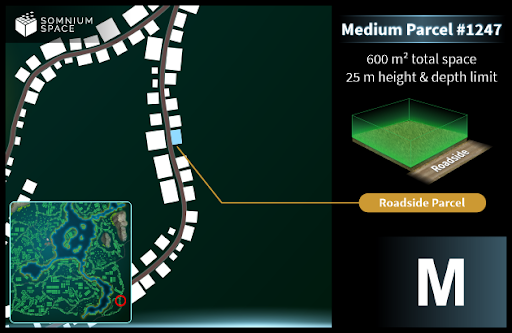 SOMNIUM
SPACE
Medium Parcel #1247
600 m² total space
25 m height & depth limit
Roadside
Roadside Parcel
M